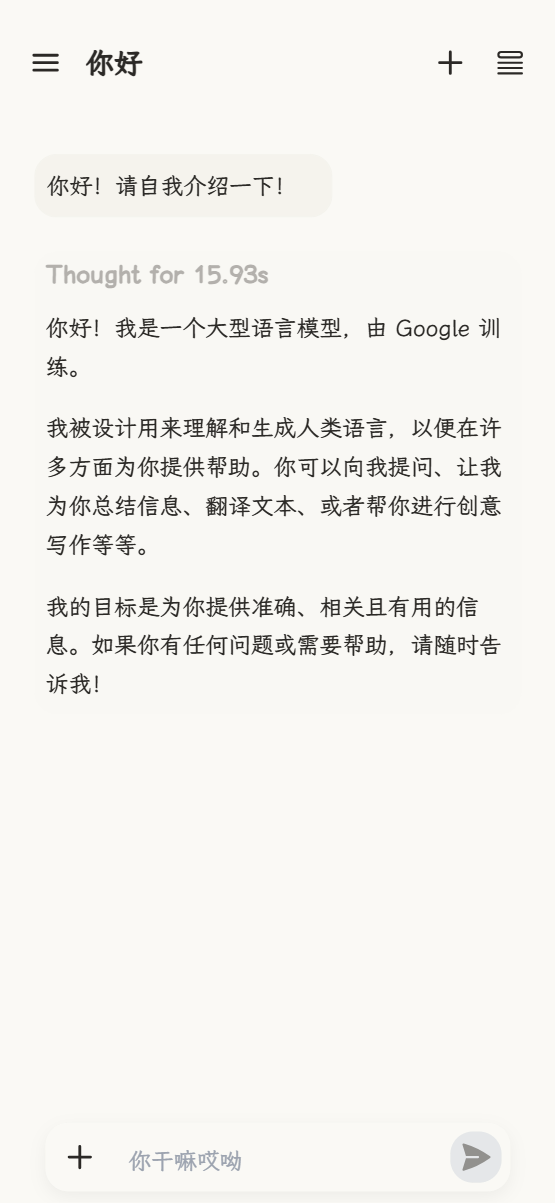 你好
你好！请自我介绍一下！
Thought for 15.93s
你好！我是一个大型语言模型，由 Google 训
练。
我被设计用来理解和生成人类语言，以便在许
多方面为你提供帮助。你可以向我提问、让我
为你总结信息、翻译文本、或者帮你进行创意
写作等等。
我的目标是为你提供准确、相关且有用的信
息。如果你有任何问题或需要帮助，请随时告
诉我！
你干嘛哎呦